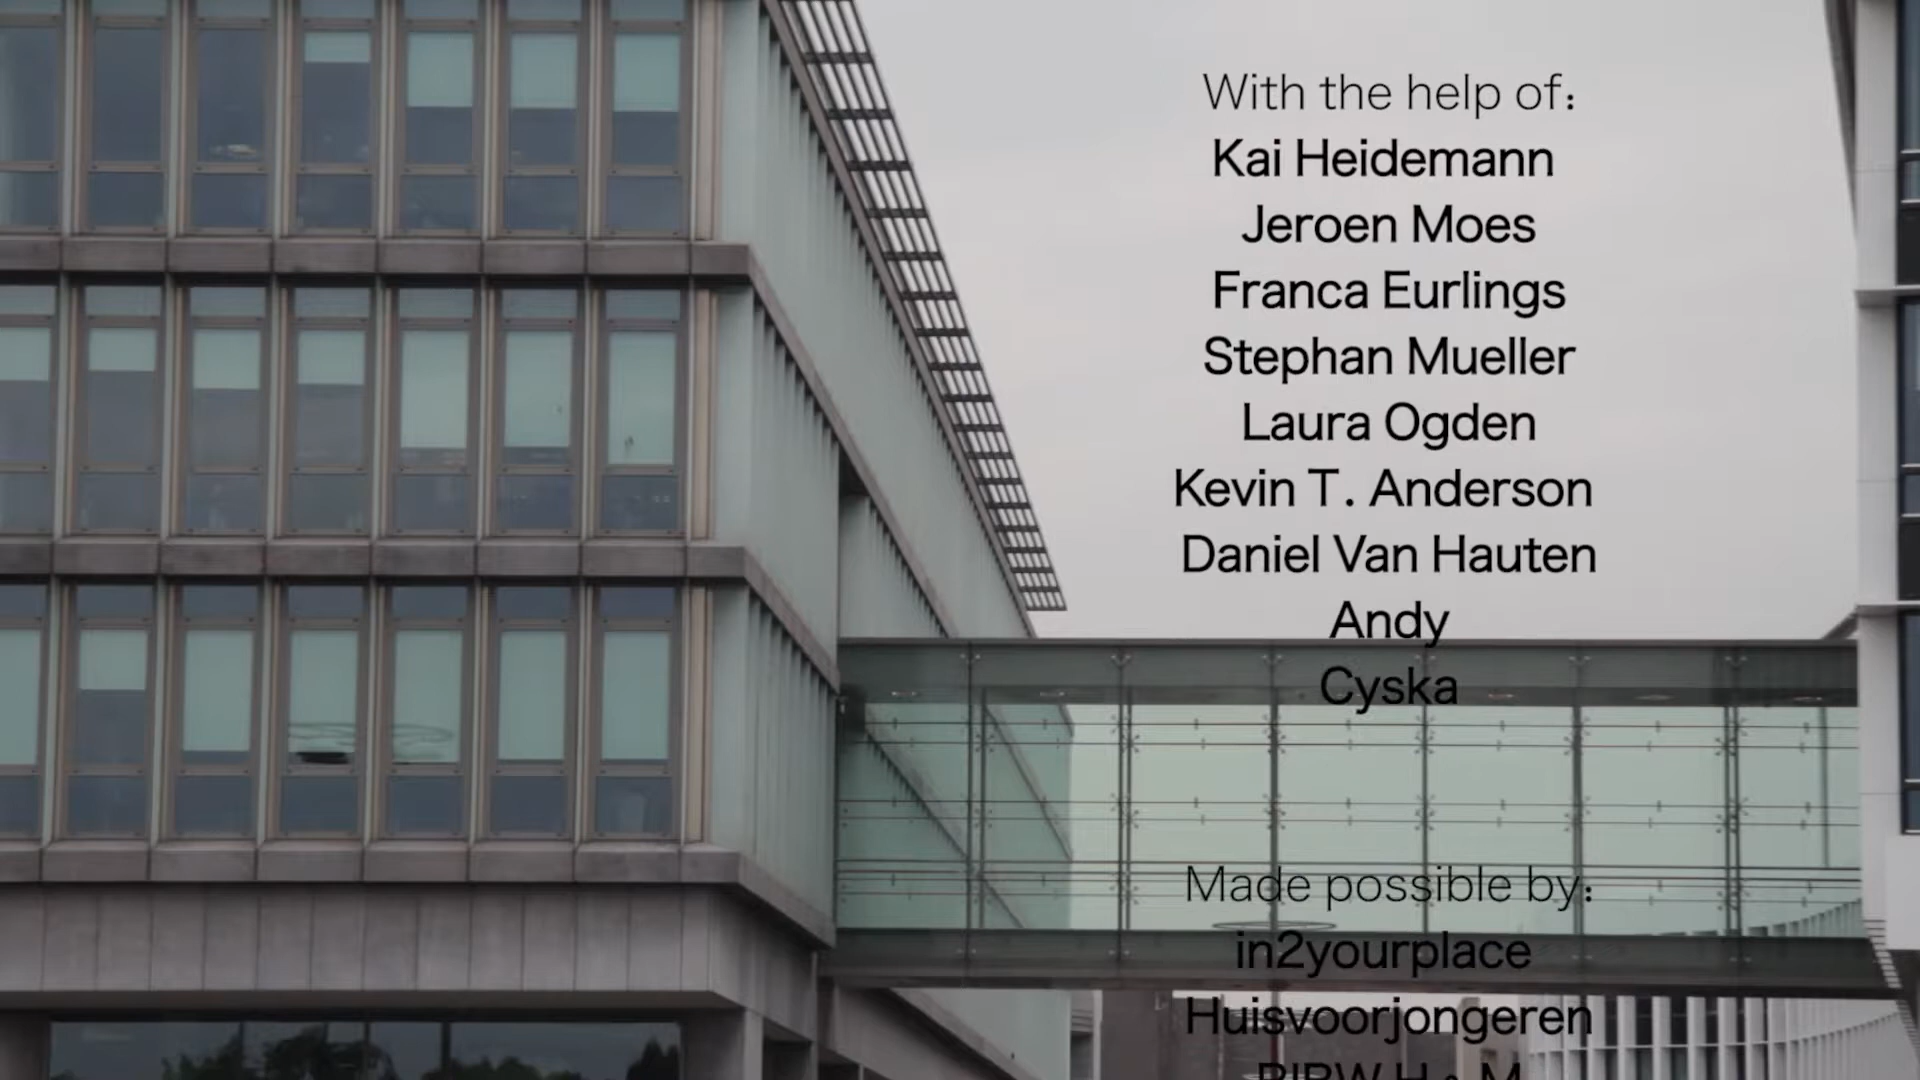 With the help of:
Kai Heidemann
Jeroen Moes
Franca Eurlings
Stephan Mueller
Laura Ogden
Kevin T. Anderson
Daniel Van Hauten
Andy
Cyska
Made possible by:
in2yourplace
Huisvoorjongeren